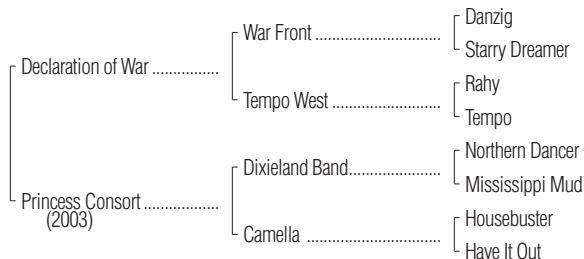 Danzig
War Front ..............................
Starry Dreamer
Declaration of War ................
Rahy
Tempo West ..........................
Tempo
Northern Dancer
Dixieland Band.......................
Mississippi Mud
Princess Consort ..................
(2003)
Housebuster
Camella ................................
Have It Out